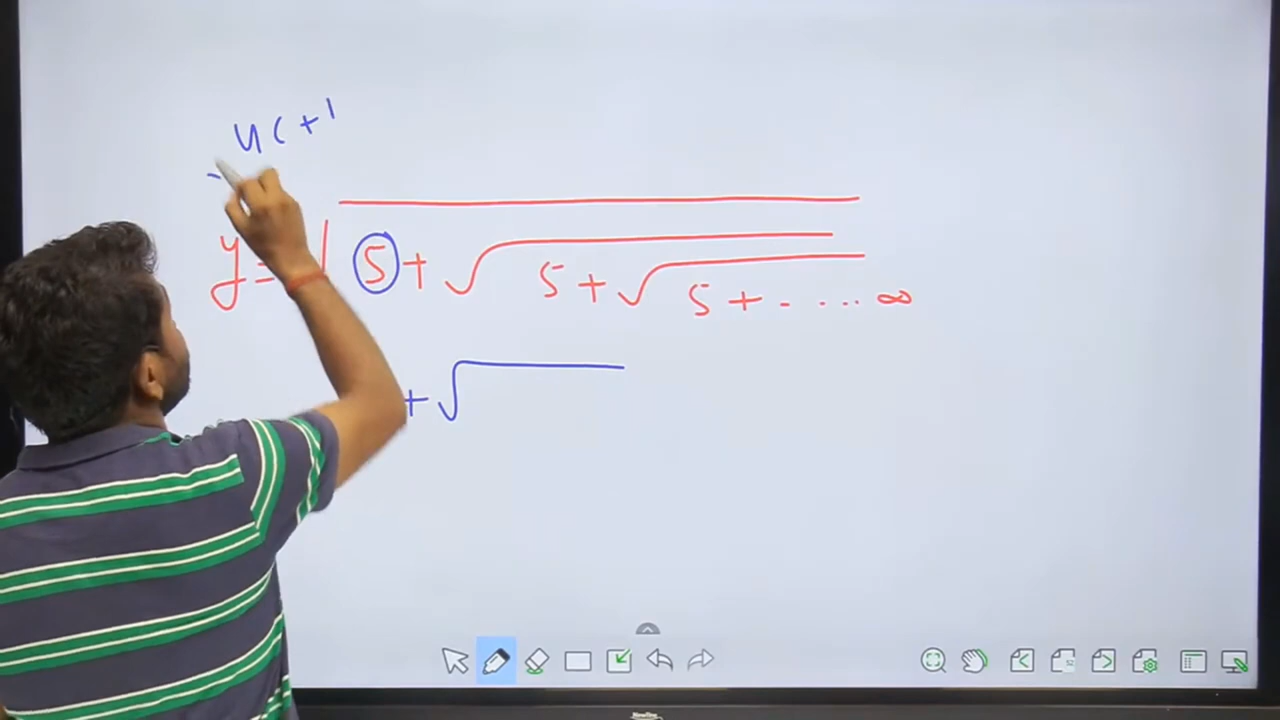 4C+1
y = √5+√5+√5+.....∞
+√